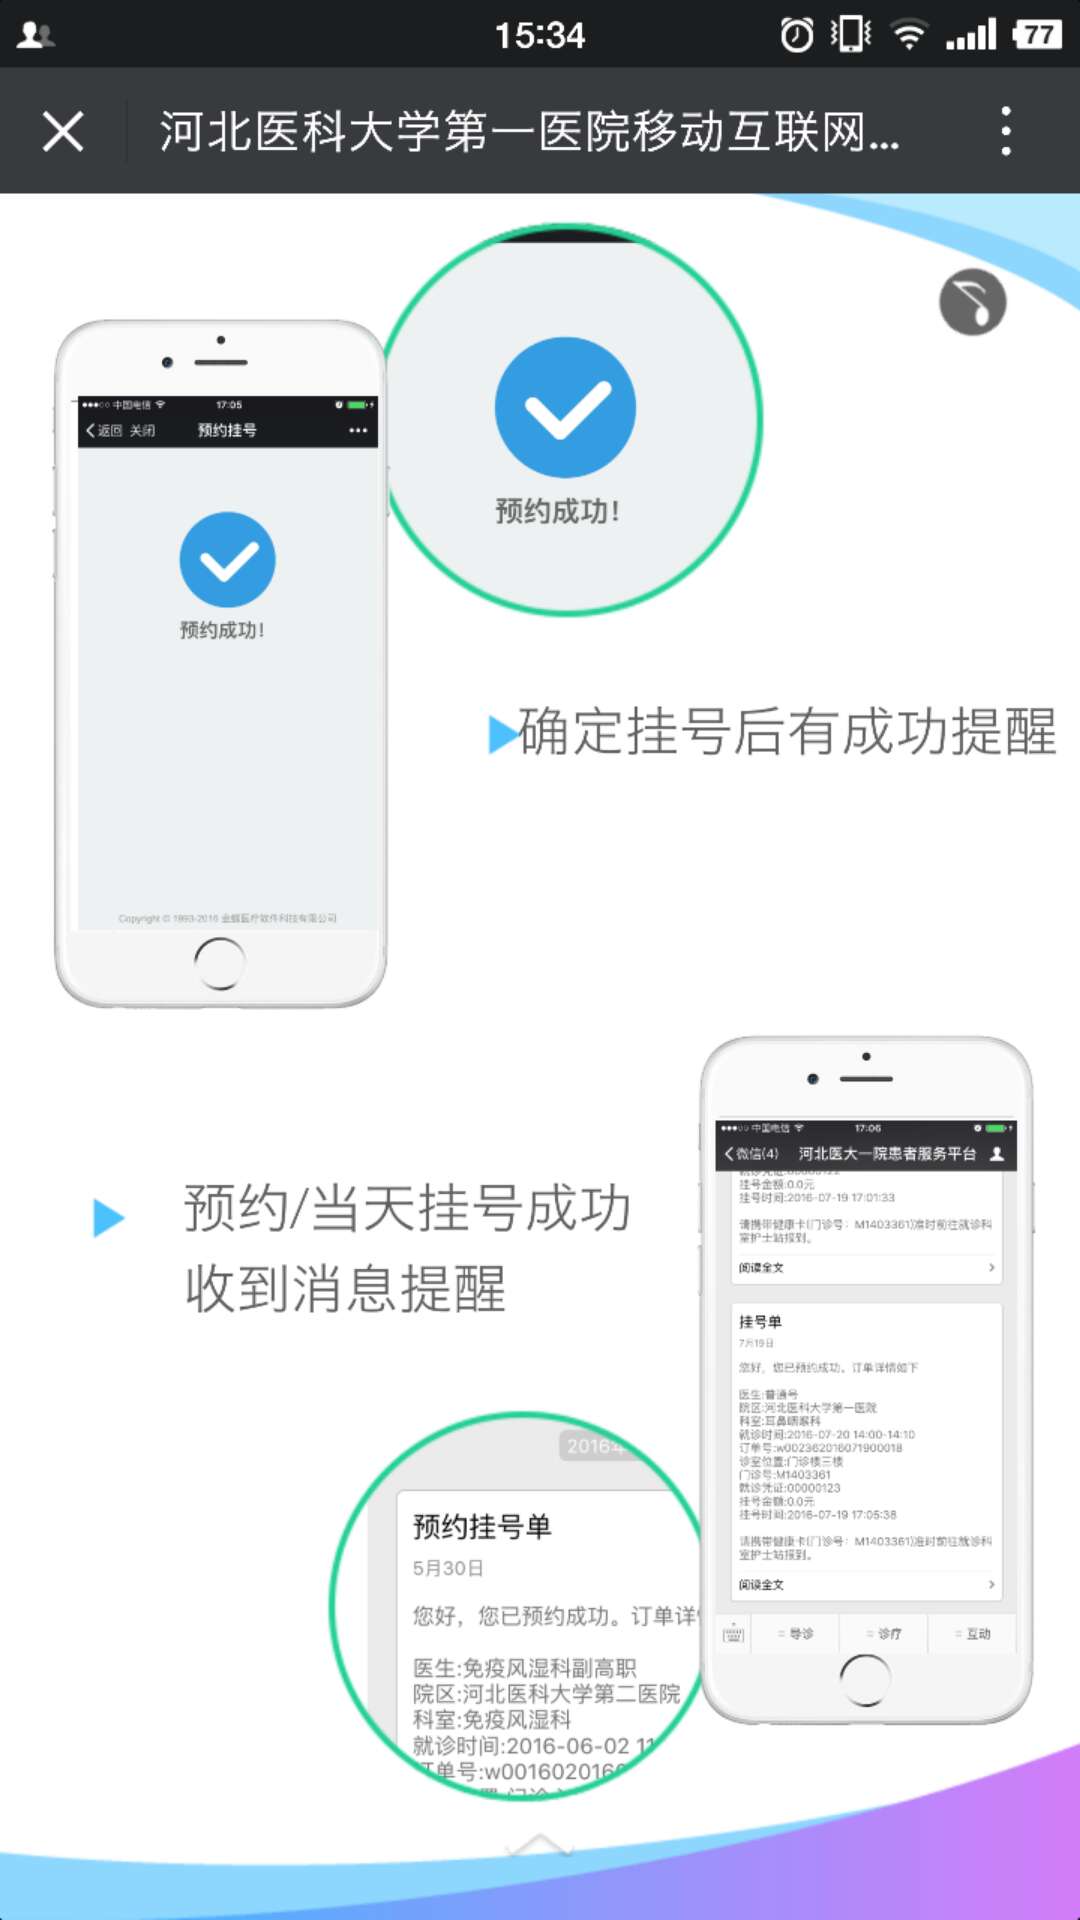 15:34
77
河北医科大学第一医院移动互联网...
中国电信
17:05
返回 关闭
预约挂号
预约成功!
预约成功!
确定挂号后有成功提醒
Copyright © 1993-2016 金蝶医疗软件科技有限公司
预约/当天挂号成功
收到消息提醒
中国电信
17:06
微信(4)
河北医大一院患者服务平台
挂号金额:0.0元
挂号时间:2016-07-19 17:01:33
请携带健康卡(门诊号：M1403361)准时前往就诊科
室护士站报到。
阅读全文
挂号单
7月19日
您好，您已预约成功。订单详情如下
医生:普通号
院区:河北医科大学第一医院
科室:耳鼻咽喉科
就诊时间:2016-07-20 14:00-14:10
订单号:w002362016071900018
诊室位置:门诊楼三楼
门诊号:M1403361
就诊凭证:00000123
挂号金额:0.0元
挂号时间:2016-07-19 17:05:38
请携带健康卡(门诊号：M1403361)准时前往就诊科
室护士站报到。
阅读全文
导诊
诊疗
互动
2016年
预约挂号单
5月30日
您好，您已预约成功。订单详
医生:免疫风湿科副高职
院区:河北医科大学第二医院
科室:免疫风湿科
就诊时间:2016-06-02 11
订单号:w001602016